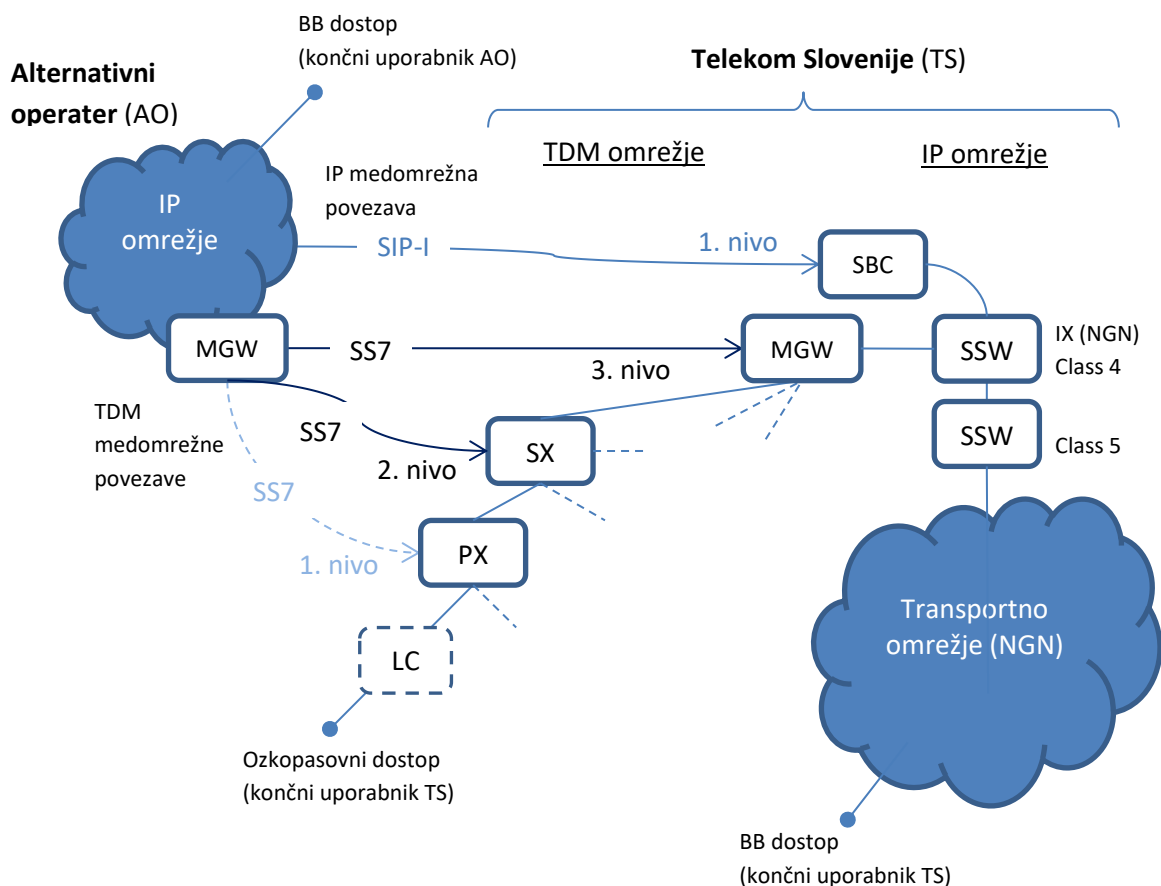 BB dostop
(končni uporabnik AO)
Alternativni
operater (AO)
Telekom Slovenije (TS)
TDM omrežje
IP omrežje
IP
omrežje
IP medomrežna
povezava
SIP-I
1. nivo
SBC
MGW
SS7
3. nivo
MGW
SSW
IX (NGN)
Class 4
TDM
medomrežne
povezave
SS7
2. nivo
SX
SSW
Class 5
SS7
1. nivo
PX
LC
Transportno
omrežje (NGN)
Ozkopasovni dostop
(končni uporabnik TS)
BB dostop
(končni uporabnik TS)